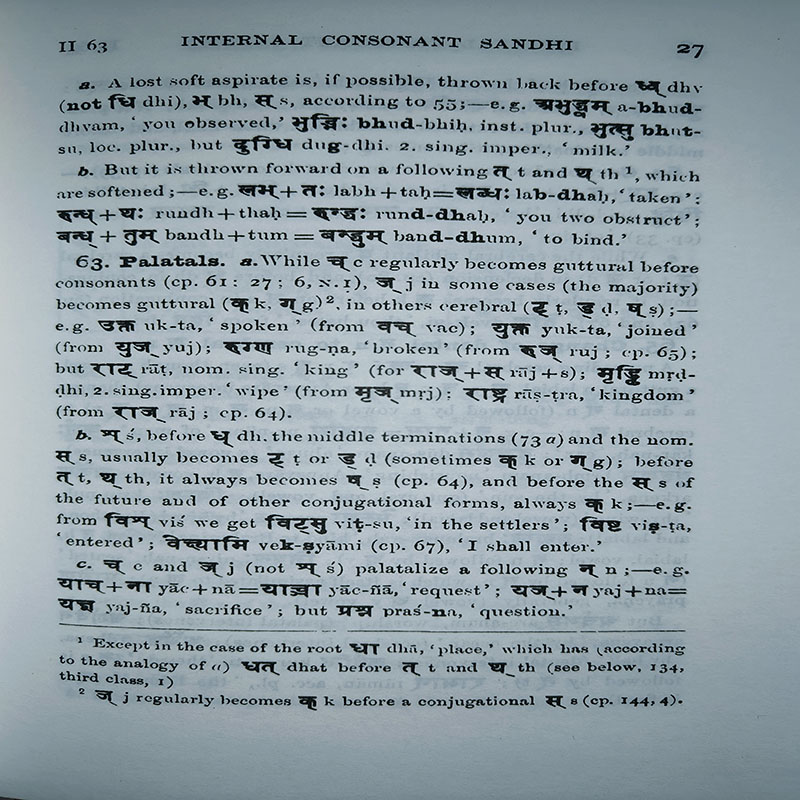 II 63 INTERNAL CONSONANT SANDHI 27
a. A lost soft aspirate is, if possible, thrown back before ध्व् dhv
(not धि dhi), भ् bh, स् s, according to 55;—e.g. अभुद्ध्वम् a-bhud-
dhvam, ‘you observed,’ भुद्भिः bhud-bhiḥ, inst. plur., भुत्सु bhut-
su, loc. plur., but दुग्धि dug-dhi. 2. sing. imper., ‘milk.’
b. But it is thrown forward on a following त् t and थ् th ¹, which
are softened;—e.g. लभ् + तः labh + taḥ = लब्धः lab-dhaḥ, ‘taken’:
रुन्ध् + थः rundh + thaḥ = रुन्द्धः rund-dhaḥ, ‘you two obstruct’;
बन्ध् + तुम् bandh + tum = बन्द्धुम् band-dhum, ‘to bind.’
63. Palatals. a. While च् c regularly becomes guttural before
consonants (cp. 61: 27; 6, N.1), ज् j in some cases (the majority)
becomes guttural (क् k, ग् g)², in others cerebral (ट् ṭ, ड् ḍ, ष् ṣ);—
e.g. उक्त uk-ta, ‘spoken’ (from वच् vac); युक्त yuk-ta, ‘joined’
(from युज् yuj); रुग्ण rug-ṇa, ‘broken’ (from रुज् ruj; cp. 65);
but राट् rāṭ, nom. sing. ‘king’ (for राज् + स् rāj + s); मृड्ढि mṛḍ-
ḍhi, 2. sing. imper. ‘wipe’ (from मृज् mṛj); राष्ट्र rāṣ-ṭra, ‘kingdom’
(from राज् rāj; cp. 64).
b. श् ś, before ध् dh. the middle terminations (73 a) and the nom.
स् s, usually becomes ट् ṭ or ड् ḍ (sometimes क् k or ग् g); before
त् t, थ् th, it always becomes ष् ṣ (cp. 64), and before the स् s of
the future and of other conjugational forms, always क् k;—e.g.
from विश् viś we get विट्सु viṭ-su, ‘in the settlers’; विष्ट viṣ-ṭa,
‘entered’; वेक्ष्यामि vek-ṣyāmi (cp. 67), ‘I shall enter.’
c. च् c and ज् j (not श् ś) palatalize a following न् n;—e.g.
याच् + ना yāc + nā = याच्ञा yāc-ñā, ‘request’; यज् + न yaj + na =
यज्ञ yaj-ña, ‘sacrifice’; but प्रश्न praś-na, ‘question.’
¹ Except in the case of the root धा dhā, ‘place,’ which has (according
to the analogy of a) धत् dhat before त् t and थ् th (see below, 134,
third class, 1)
² ज् j regularly becomes क् k before a conjugational स् s (cp. 144, 4).